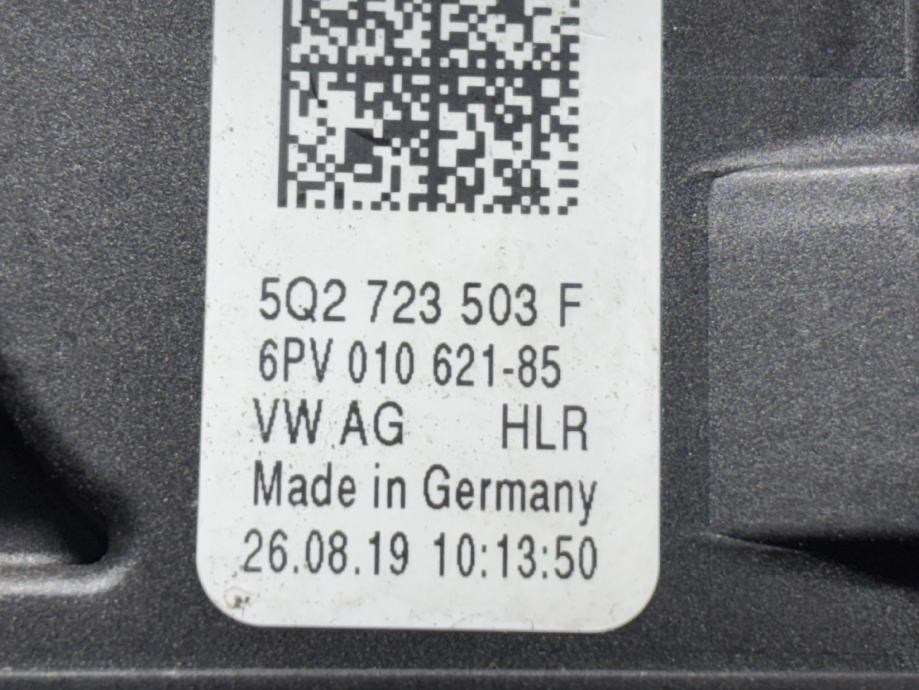 5Q2 723 503 F
6PV 010 621-85
VW AG HLR
Made in Germany
26.08.19 10:13:50